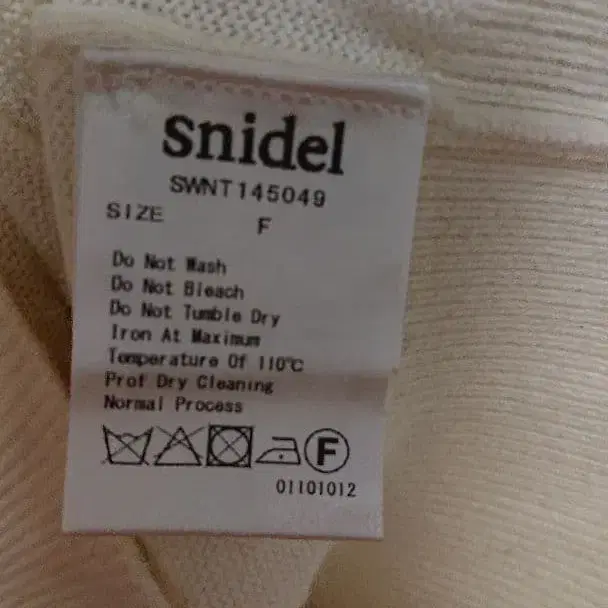 snidel
SWNT145049
SIZE F
Do Not Wash
Do Not Bleach
Do Not Tumble Dry
Iron At Maximum
Temperature Of 110℃
Prof Dry Cleaning
Normal Process
F
01101012